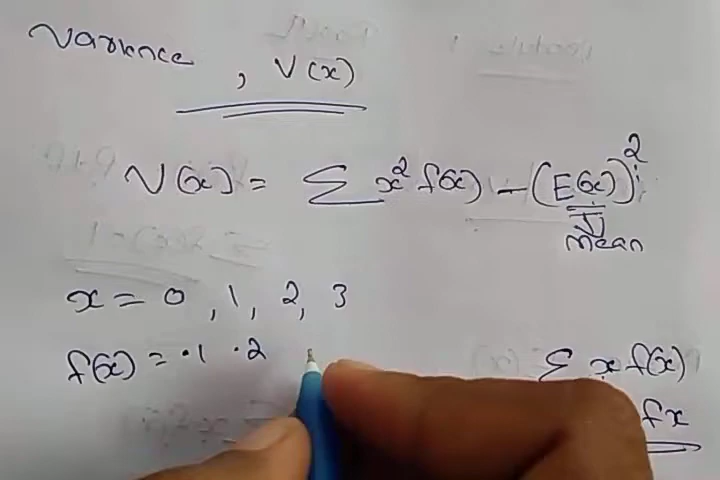 Varience , V(x)
V(x) = Σ x² f(x) - (E(x))²
mean
x = 0 , 1 , 2 , 3
f(x) = .1 .2
Σ x f(x)
fx